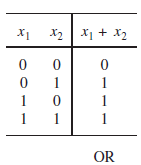 x₁ x₂ x₁ + x₂
0 0 0
0 1 1
1 0 1
1 1 1
OR